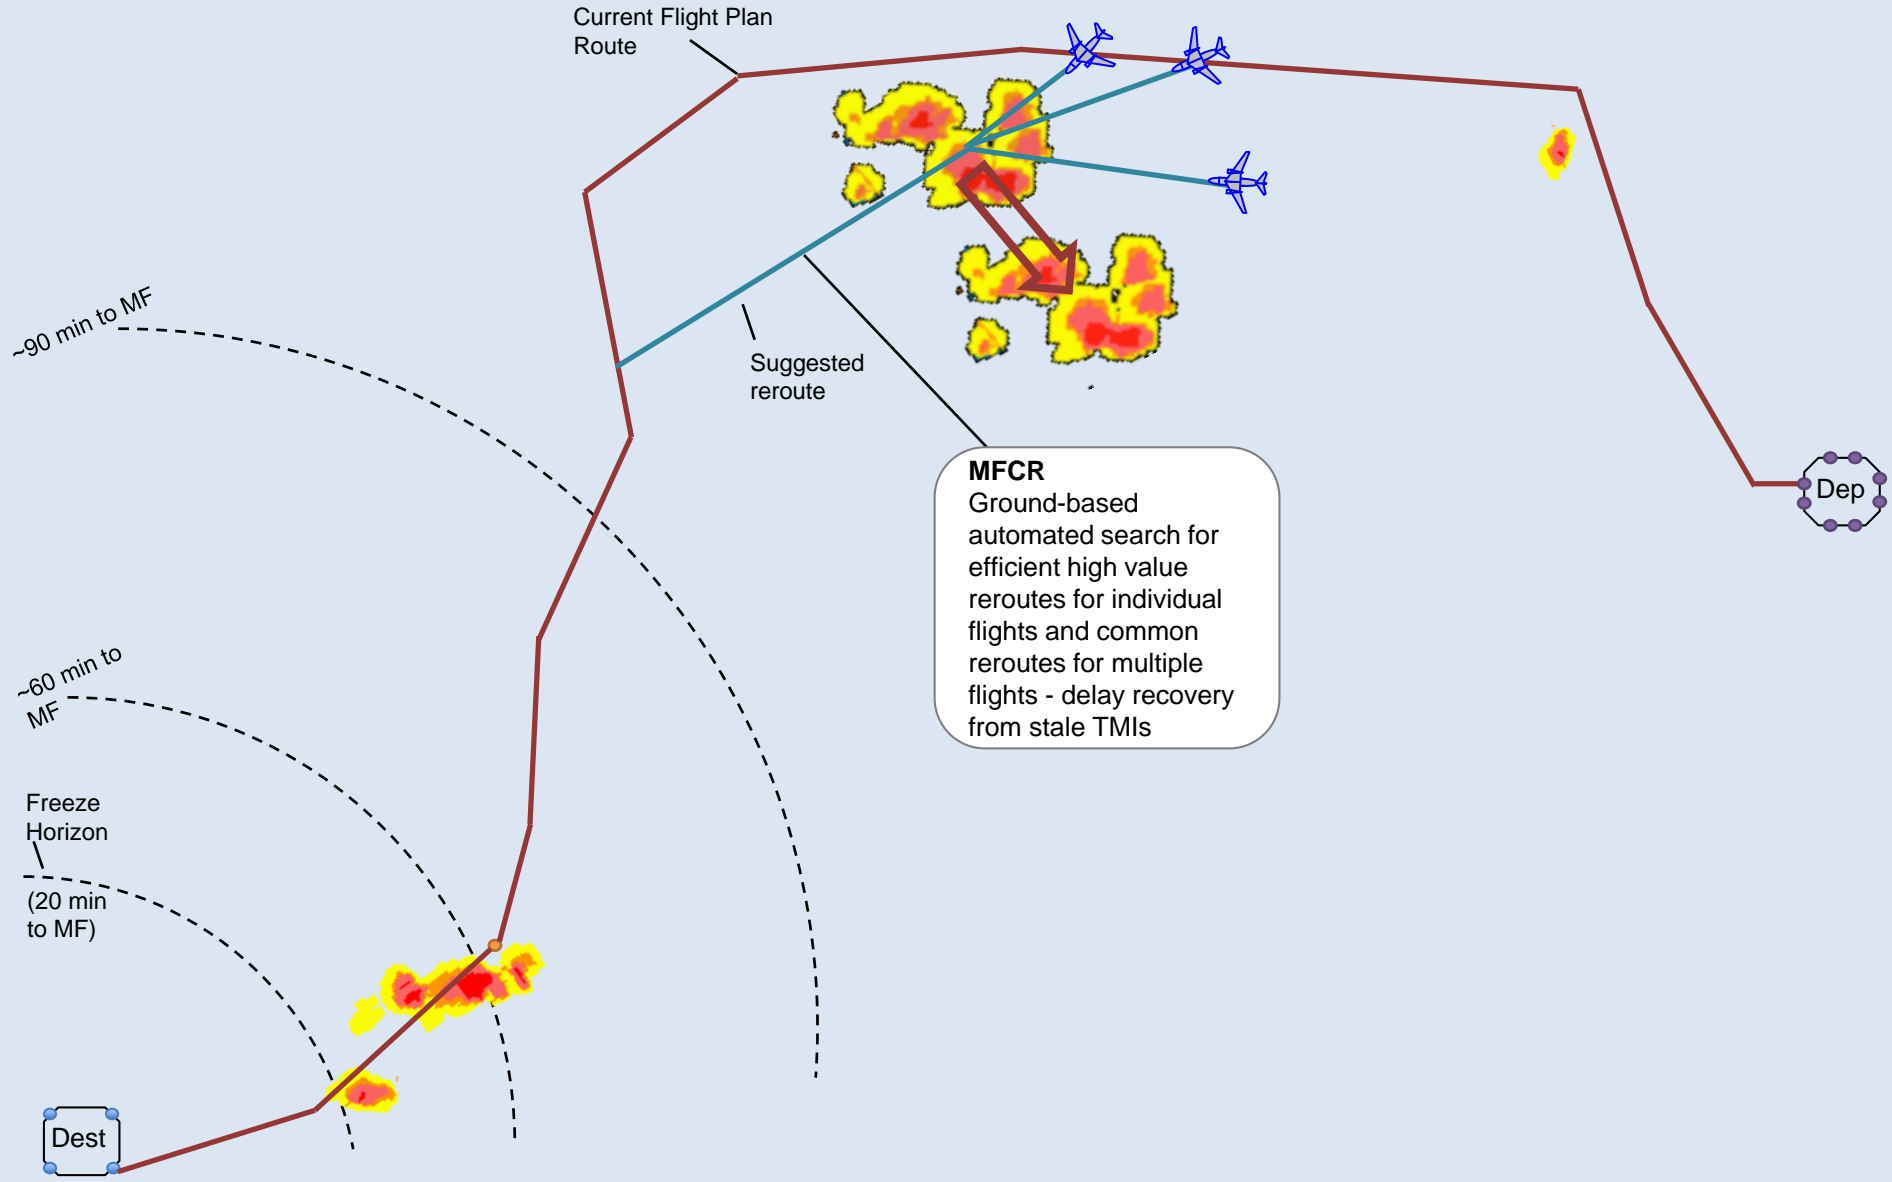 Current Flight Plan
Route
~90 min to MF
Suggested
reroute
MFCR
Ground-based
automated search for
efficient high value
reroutes for individual
flights and common
reroutes for multiple
flights - delay recovery
from stale TMIs
Dep
~60 min to
MF
Freeze
Horizon
(20 min
to MF)
Dest